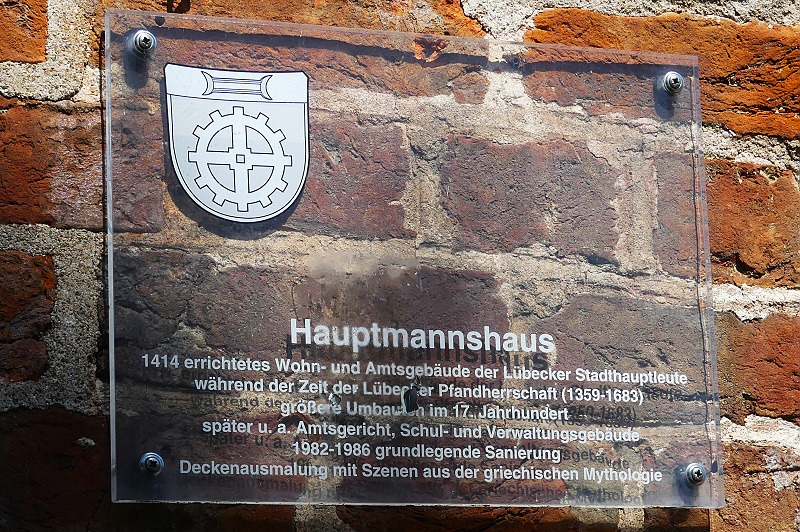 Hauptmannshaus
1414 errichtetes Wohn- und Amtsgebäude der Lübecker Stadthauptleute
während der Zeit der Lübecker Pfandherrschaft (1359-1683)
größere Umbauten im 17. Jahrhundert
später u. a. Amtsgericht, Schul- und Verwaltungsgebäude
1982-1986 grundlegende Sanierung
Deckenausmalung mit Szenen aus der griechischen Mythologie